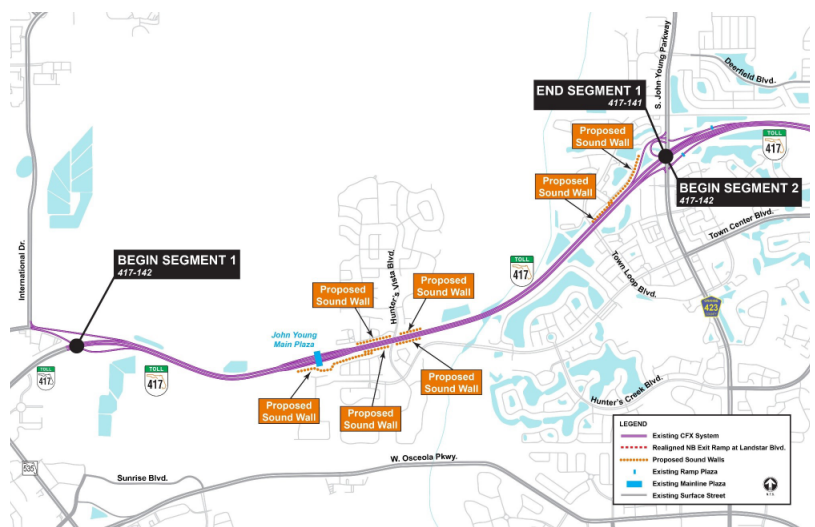 Deerfield Blvd.
S. John Young Parkway
END SEGMENT 1
417-141
Proposed
Sound Wall
TOLL
417
Proposed
Sound Wall
BEGIN SEGMENT 2
417-142
Town Center Blvd.
International Dr.
BEGIN SEGMENT 1
417-142
Hunter's Vista Blvd.
TOLL
417
Town Loop Blvd.
Proposed
Sound Wall
Proposed
Sound Wall
423
John Young
Main Plaza
TOLL
417
TOLL
417
Proposed
Sound Wall
Proposed
Sound Wall
Proposed
Sound Wall
Hunter's Creek Blvd.
LEGEND
Existing CFX System
Realigned NB Exit Ramp at Landstar Blvd.
Proposed Sound Walls
Existing Ramp Plaza
Existing Mainline Plaza
Existing Surface Street
W. Osceola Pkwy.
535
Sunrise Blvd.